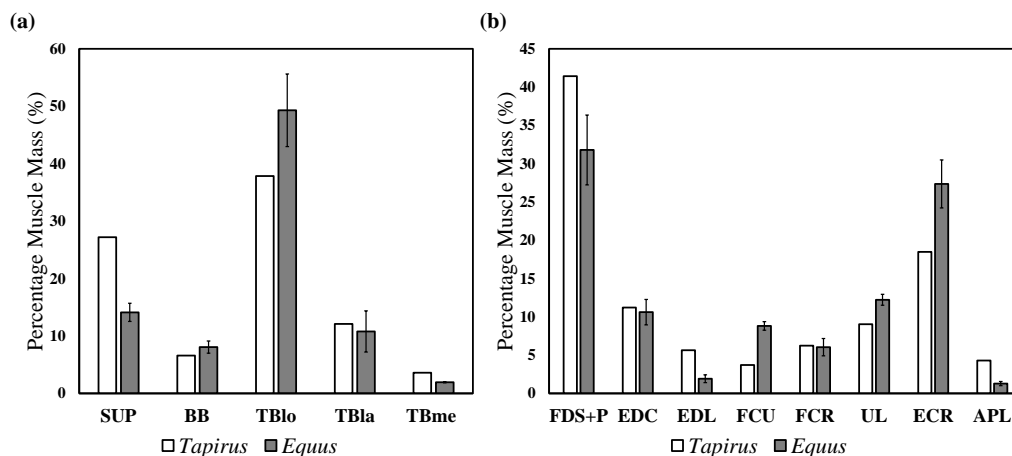 (a)
Percentage Muscle Mass (%)
60
50
40
30
20
10
0
SUP BB TBlo TBla TBme
Tapirus Equus
(b)
Percentage Muscle Mass (%)
45
40
35
30
25
20
15
10
5
0
FDS+P EDC EDL FCU FCR UL ECR APL
Tapirus Equus